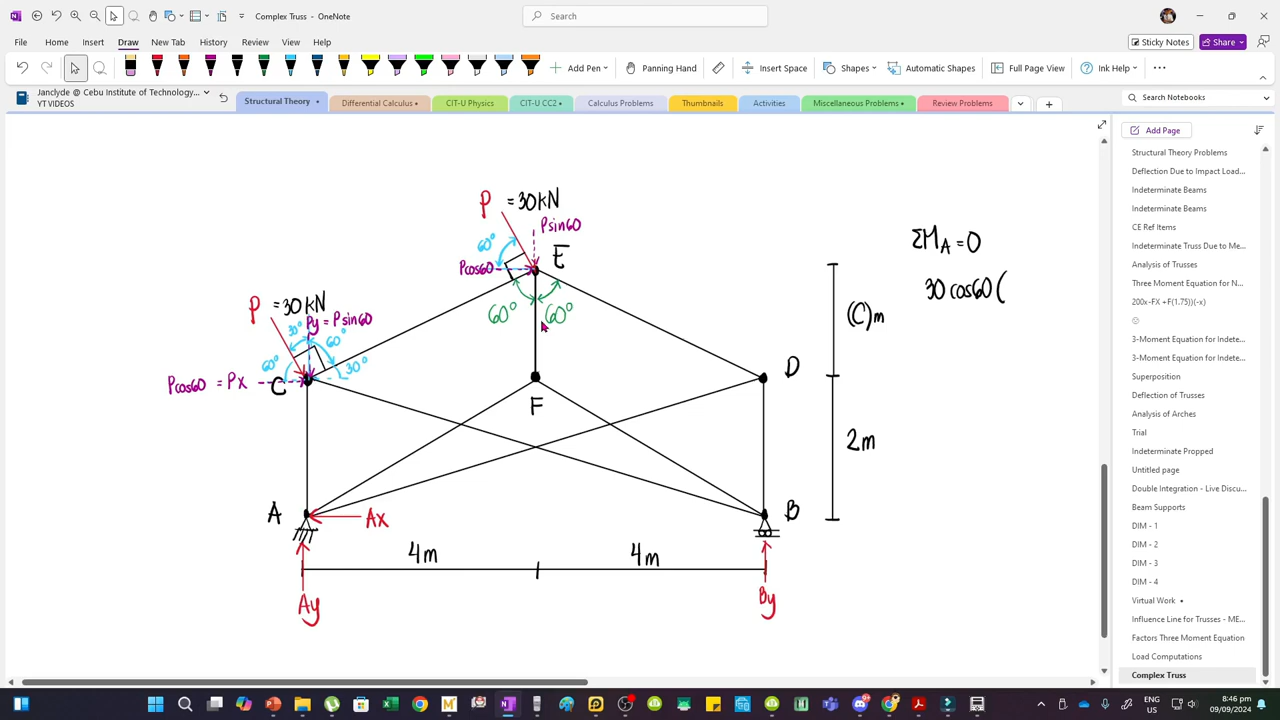 Complex Truss - OneNote
Search
File Home Insert Draw New Tab History Review View Help
Sticky Notes
Share
Add Pen
Panning Hand
Insert Space
Shapes
Automatic Shapes
Full Page View
Ink Help
Janclyde @ Cebu Institute of Technology...
YT VIDEOS
Structural Theory
Differential Calculus
CIT-U Physics
CIT-U CC2
Calculus Problems
Thumbnails
Activities
Miscellaneous Problems
Review Problems
Search Notebooks
Add Page
Structural Theory Problems
Deflection Due to Impact Load...
Indeterminate Beams
Indeterminate Beams
CE Ref Items
Indeterminate Truss Due to Me...
Analysis of Trusses
Three Moment Equation for N...
200x-FX +F(1.75))(-x)
3-Moment Equation for Indete...
3-Moment Equation for Indete...
Superposition
Deflection of Trusses
Analysis of Arches
Trial
Indeterminate Propped
Untitled page
Double Integration - Live Discu...
Beam Supports
DIM - 1
DIM - 2
DIM - 3
DIM - 4
Virtual Work
Influence Line for Trusses - ME...
Factors Three Moment Equation
Load Computations
Complex Truss
P = 30 kN
Psin60
60°
Pcos60
E
60° 60°
P = 30 kN
Py = Psin60
30°
60°
60°
30°
Pcos60 = Px
C
D
F
A
Ax
B
4m
4m
Ay
By
(C)m
2m
ΣM_A = 0
30 cos60 (
ENG
US
8:46 pm
09/09/2024